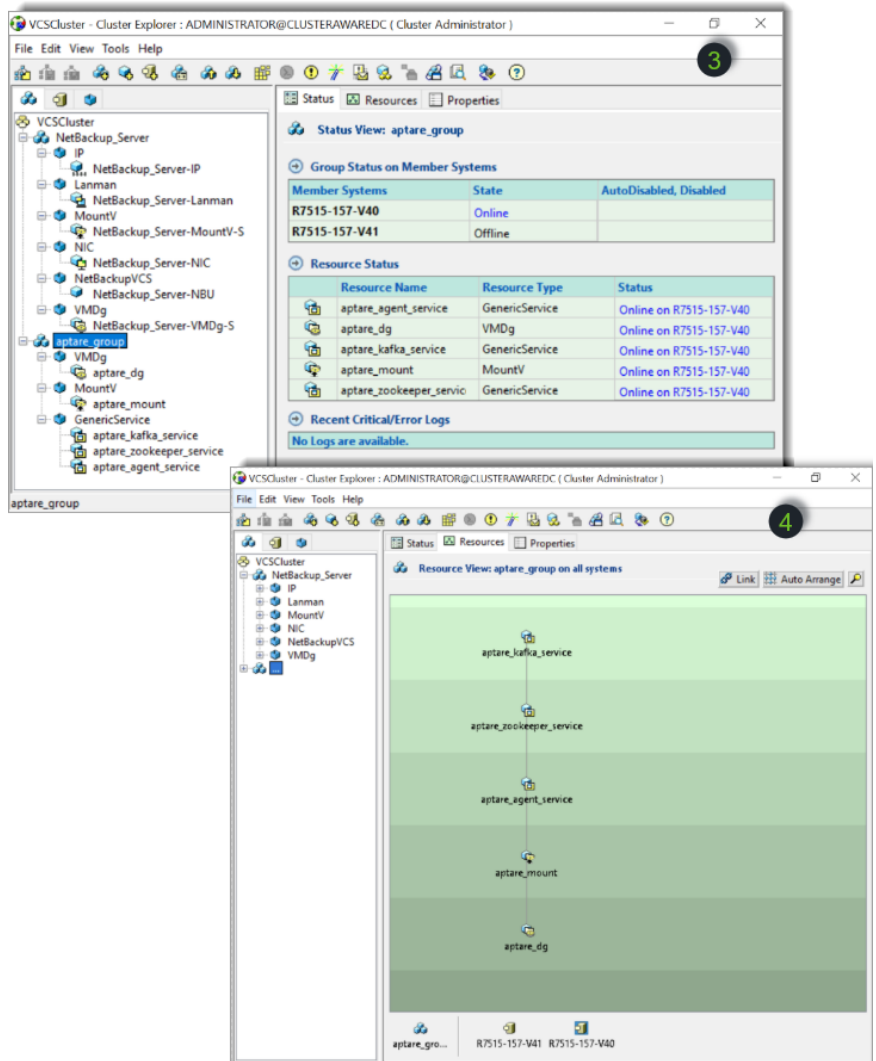 VCSCluster - Cluster Explorer : ADMINISTRATOR@CLUSTERAWAREDC ( Cluster Administrator )
File Edit View Tools Help
3
Status Resources Properties
VCSCluster
NetBackup_Server
IP
NetBackup_Server-IP
Lanman
NetBackup_Server-Lanman
MountV
NetBackup_Server-MountV-S
NIC
NetBackup_Server-NIC
NetBackupVCS
NetBackup_Server-NBU
VMDg
NetBackup_Server-VMDg-S
aptare_group
VMDg
aptare_dg
MountV
aptare_mount
GenericService
aptare_kafka_service
aptare_zookeeper_service
aptare_agent_service
aptare_group
Status View: aptare_group
Group Status on Member Systems
Member Systems State AutoDisabled, Disabled
R7515-157-V40 Online
R7515-157-V41 Offline
Resource Status
Resource Name Resource Type Status
aptare_agent_service GenericService Online on R7515-157-V40
aptare_dg VMDg Online on R7515-157-V40
aptare_kafka_service GenericService Online on R7515-157-V40
aptare_mount MountV Online on R7515-157-V40
aptare_zookeeper_servic GenericService Online on R7515-157-V40
Recent Critical/Error Logs
No Logs are available.
VCSCluster - Cluster Explorer : ADMINISTRATOR@CLUSTERAWAREDC ( Cluster Administrator )
File Edit View Tools Help
4
Status Resources Properties
VCSCluster
NetBackup_Server
IP
Lanman
MountV
NIC
NetBackupVCS
VMDg
...
Resource View: aptare_group on all systems
Link Auto Arrange
aptare_kafka_service
aptare_zookeeper_service
aptare_agent_service
aptare_mount
aptare_dg
aptare_gro... R7515-157-V41 R7515-157-V40